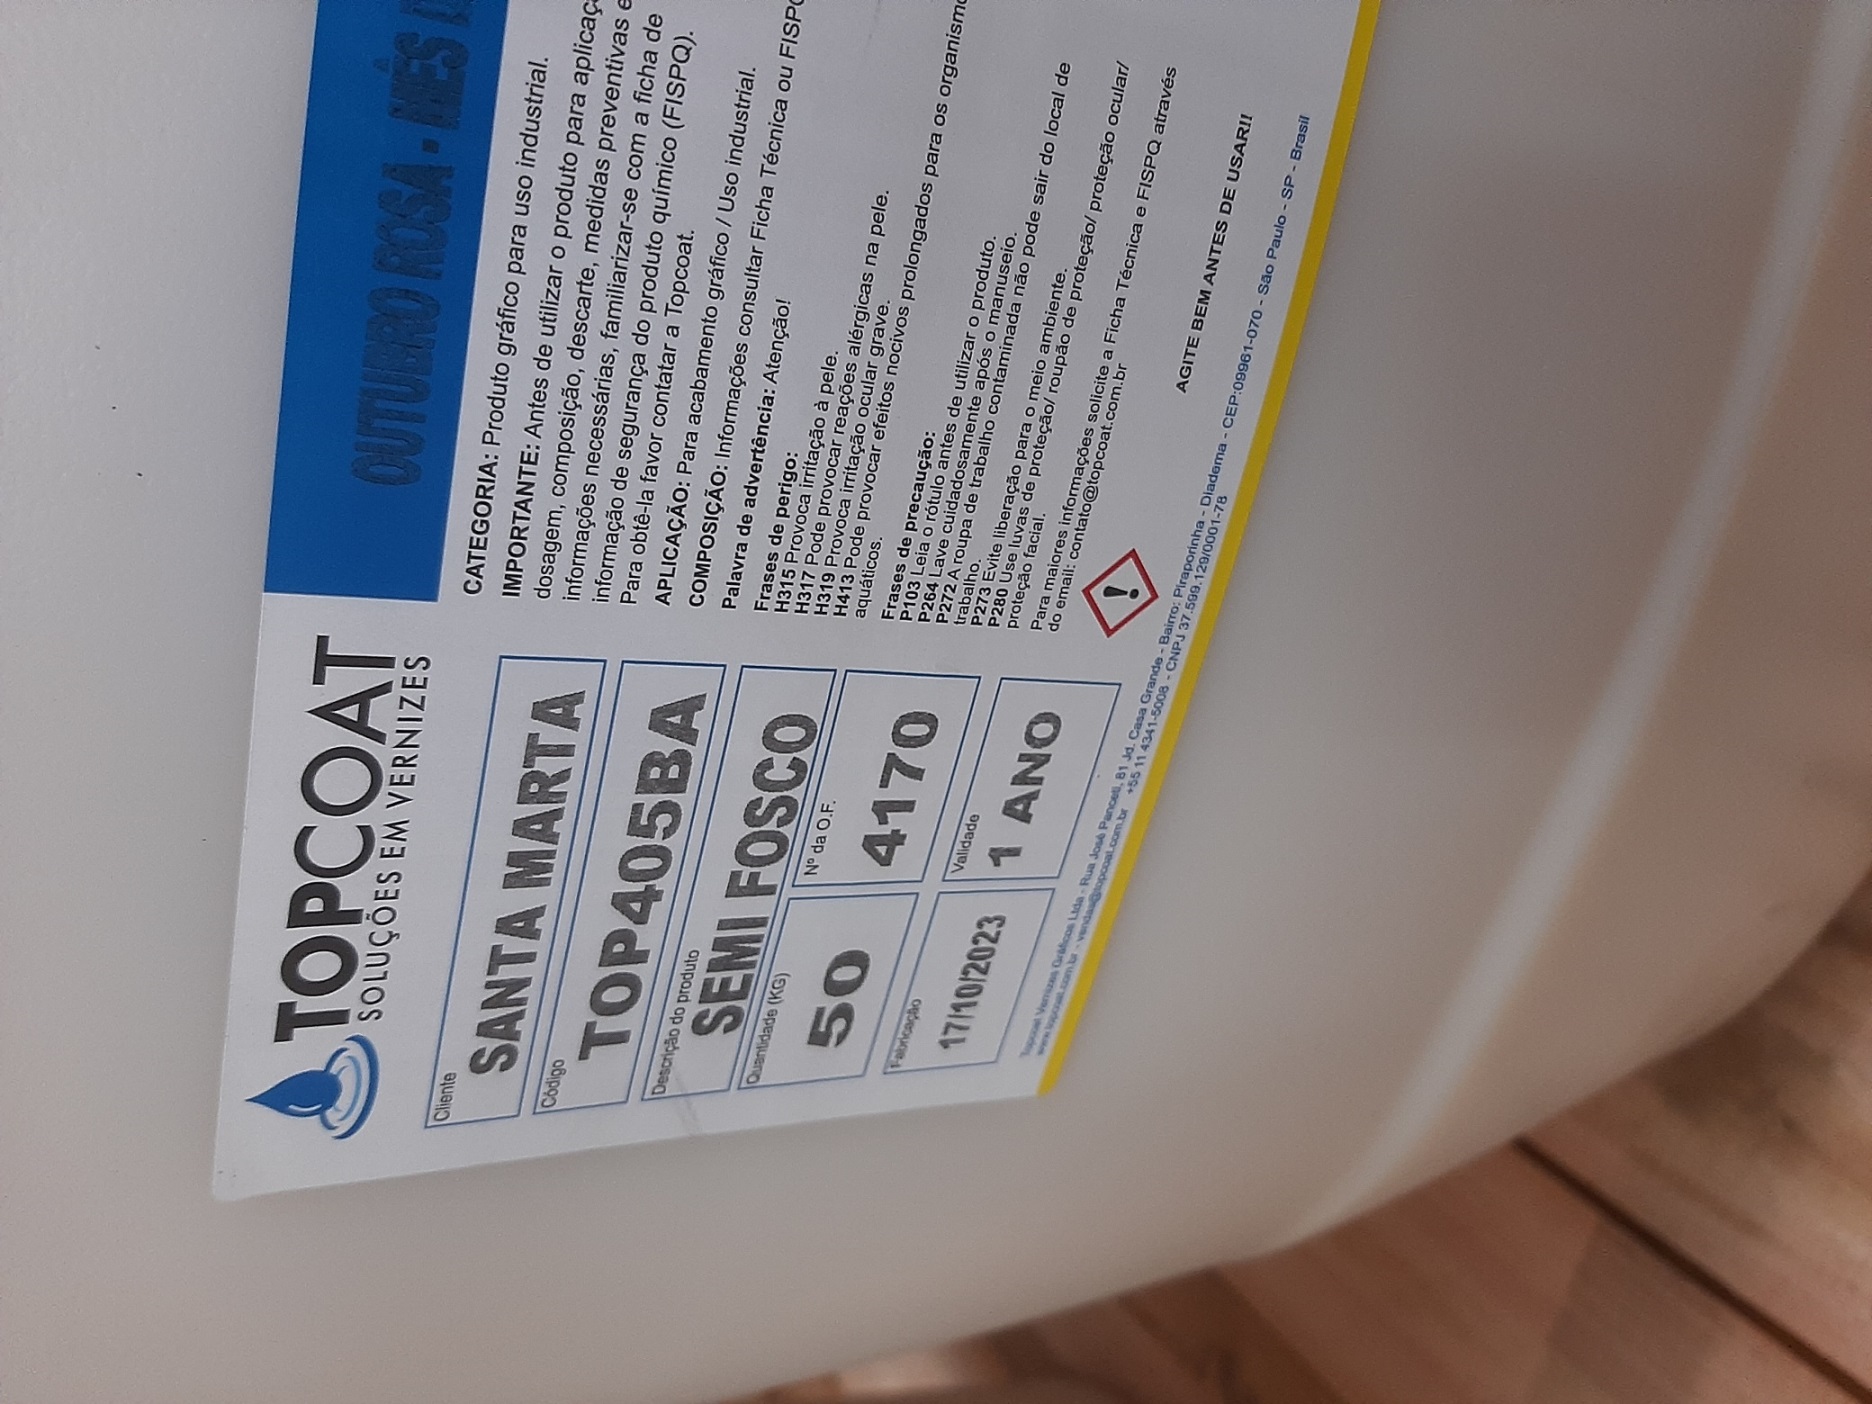 TOPCOAT
SOLUÇÕES EM VERNIZES
Cliente
SANTA MARTA
Código
TOP405BA
Descrição do produto
SEMI FOSCO
Quantidade (KG)
50
Nº da O.F.
4170
Fabricação
17/10/2023
Validade
1 ANO
OUTUBRO ROSA - MÊS
CATEGORIA: Produto gráfico para uso industrial.
IMPORTANTE: Antes de utilizar o produto para aplicaç
dosagem, composição, descarte, medidas preventivas e
informações necessárias, familiarizar-se com a ficha de
informação de segurança do produto químico (FISPQ).
Para obtê-la favor contatar a Topcoat.
APLICAÇÃO: Para acabamento gráfico / Uso industrial.
COMPOSIÇÃO: Informações consultar Ficha Técnica ou FISPQ
Palavra de advertência: Atenção!
Frases de perigo:
H315 Provoca irritação à pele.
H317 Pode provocar reações alérgicas na pele.
H319 Provoca irritação ocular grave.
H413 Pode provocar efeitos nocivos prolongados para os organismo
aquáticos.
Frases de precaução:
P103 Leia o rótulo antes de utilizar o produto.
P264 Lave cuidadosamente após o manuseio.
P272 A roupa de trabalho contaminada não pode sair do local de
trabalho.
P273 Evite liberação para o meio ambiente.
P280 Use luvas de proteção/ roupão de proteção/ proteção ocular/
proteção facial.
Para maiores informações solicite a Ficha Técnica e FISPQ através
do email: contato@topcoat.com.br
AGITE BEM ANTES DE USAR!!
Topcoat Vernizes Gráficos Ltda - Rua José Panceti, 81 Jd. Casa Grande - Bairro: Piraporinha - Diadema - CEP:09961-070 - São Paulo - SP - Brasil
www.topcoat.com.br - vendas@topcoat.com.br +55 11 4341-5008 - CNPJ 37.599.129/0001-78